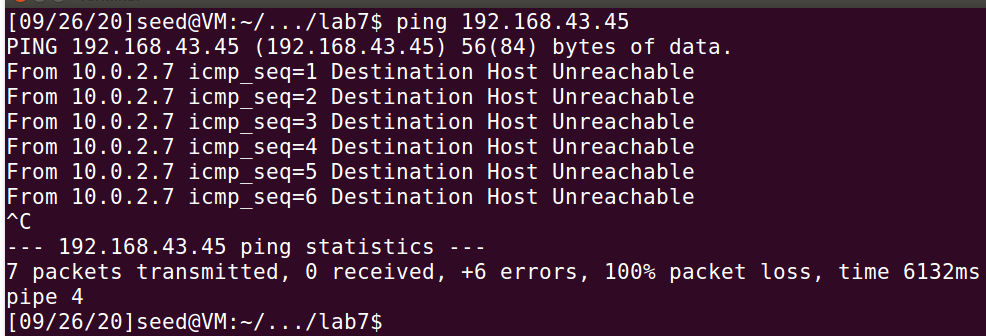 [09/26/20]seed@VM:~/.../lab7$ ping 192.168.43.45
PING 192.168.43.45 (192.168.43.45) 56(84) bytes of data.
From 10.0.2.7 icmp_seq=1 Destination Host Unreachable
From 10.0.2.7 icmp_seq=2 Destination Host Unreachable
From 10.0.2.7 icmp_seq=3 Destination Host Unreachable
From 10.0.2.7 icmp_seq=4 Destination Host Unreachable
From 10.0.2.7 icmp_seq=5 Destination Host Unreachable
From 10.0.2.7 icmp_seq=6 Destination Host Unreachable
^C
--- 192.168.43.45 ping statistics ---
7 packets transmitted, 0 received, +6 errors, 100% packet loss, time 6132ms
pipe 4
[09/26/20]seed@VM:~/.../lab7$